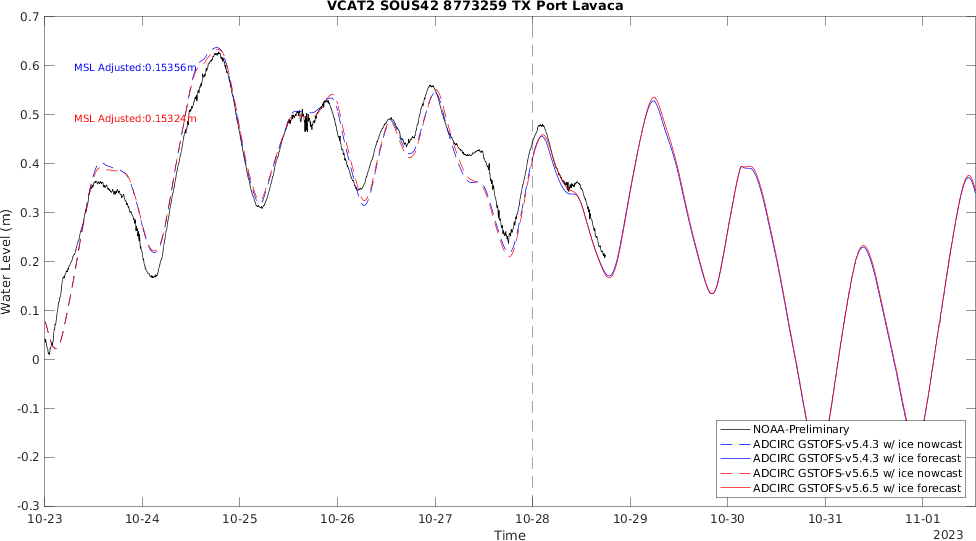 VCAT2 SOUS42 8773259 TX Port Lavaca
0.7
0.6
0.5
0.4
0.3
0.2
0.1
0
-0.1
-0.2
-0.3
Water Level (m)
MSL Adjusted:0.15356m
MSL Adjusted:0.15324m
NOAA-Preliminary
ADCIRC GSTOFS-v5.4.3 w/ ice nowcast
ADCIRC GSTOFS-v5.4.3 w/ ice forecast
ADCIRC GSTOFS-v5.6.5 w/ ice nowcast
ADCIRC GSTOFS-v5.6.5 w/ ice forecast
10-23 10-24 10-25 10-26 10-27 10-28 10-29 10-30 10-31 11-01
Time
2023